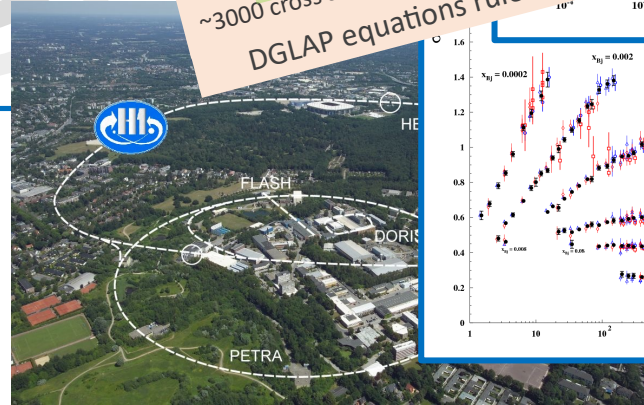 ~3000 cross
DGLAP equations rule
H1
HE
FLASH
DORIS
PETRA
10⁻⁴
10
1.6
1.4
1.2
1
0.8
0.6
0.4
0.2
0
x_Bj = 0.0002
x_Bj = 0.002
x_Bj = 0.008
x_Bj = 0.08
1
10
10²
10